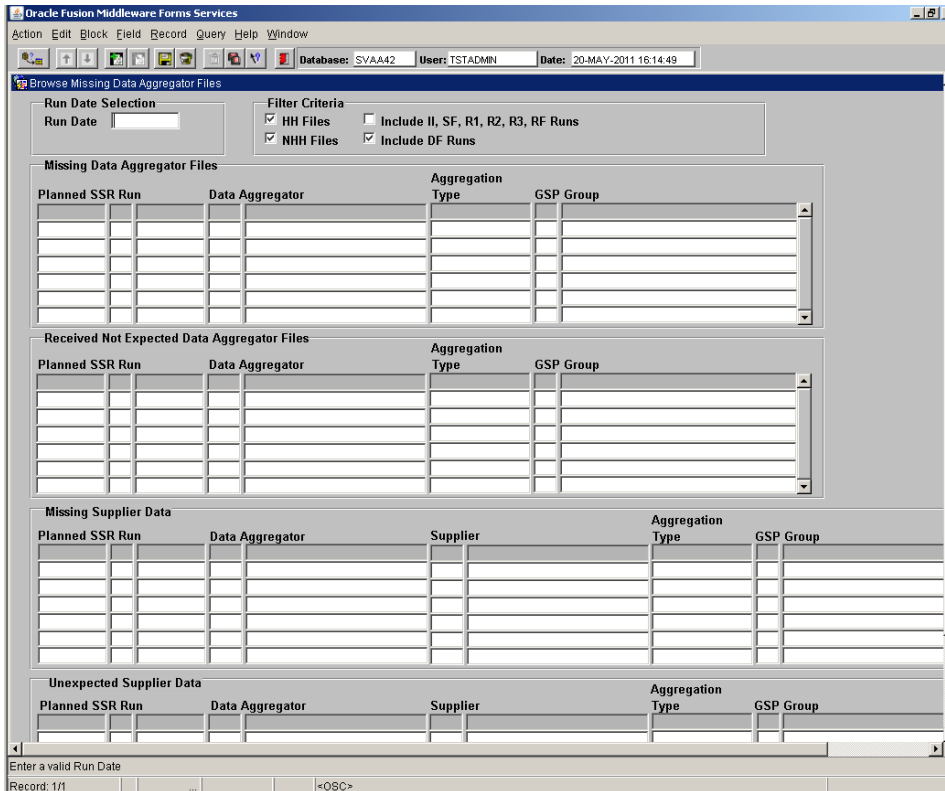 Oracle Fusion Middleware Forms Services
Action Edit Block Field Record Query Help Window
Database: SVAA42 User: TSTADMIN Date: 20-MAY-2011 16:14:49
Browse Missing Data Aggregator Files
Run Date Selection Filter Criteria
Run Date HH Files Include II, SF, R1, R2, R3, RF Runs
NHH Files Include DF Runs
Missing Data Aggregator Files
Aggregation
Planned SSR Run Data Aggregator Type GSP Group
Received Not Expected Data Aggregator Files
Aggregation
Planned SSR Run Data Aggregator Type GSP Group
Missing Supplier Data
Aggregation
Planned SSR Run Data Aggregator Supplier Type GSP Group
Unexpected Supplier Data
Aggregation
Planned SSR Run Data Aggregator Supplier Type GSP Group
Enter a valid Run Date
Record: 1/1 ... <OSC>